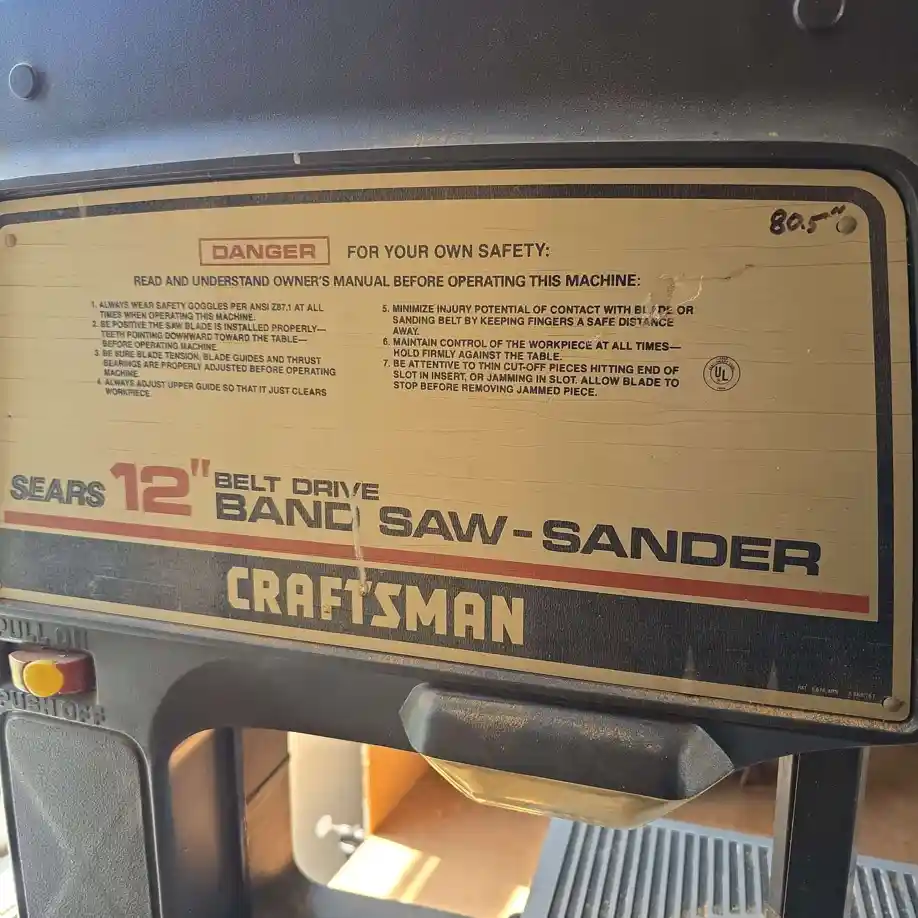 80.5"
DANGER FOR YOUR OWN SAFETY:
READ AND UNDERSTAND OWNER'S MANUAL BEFORE OPERATING THIS MACHINE:
1. ALWAYS WEAR SAFETY GOGGLES PER ANSI Z87.1 AT ALL
TIMES WHEN OPERATING THIS MACHINE.
2. BE POSITIVE THE SAW BLADE IS INSTALLED PROPERLY—
TEETH POINTING DOWNWARD TOWARD THE TABLE—
BEFORE OPERATING MACHINE.
3. BE SURE BLADE TENSION, BLADE GUIDES AND THRUST
BEARINGS ARE PROPERLY ADJUSTED BEFORE OPERATING
MACHINE.
4. ALWAYS ADJUST UPPER GUIDE SO THAT IT JUST CLEARS
WORKPIECE.
5. MINIMIZE INJURY POTENTIAL OF CONTACT WITH BLADE OR
SANDING BELT BY KEEPING FINGERS A SAFE DISTANCE
AWAY.
6. MAINTAIN CONTROL OF THE WORKPIECE AT ALL TIMES—
HOLD FIRMLY AGAINST THE TABLE.
7. BE ATTENTIVE TO THIN CUT-OFF PIECES HITTING END OF
SLOT IN INSERT, OR JAMMING IN SLOT. ALLOW BLADE TO
STOP BEFORE REMOVING JAMMED PIECE.
UL
SEARS 12" BELT DRIVE
BAND SAW-SANDER
CRAFTSMAN
PULL ON
PUSH OFF